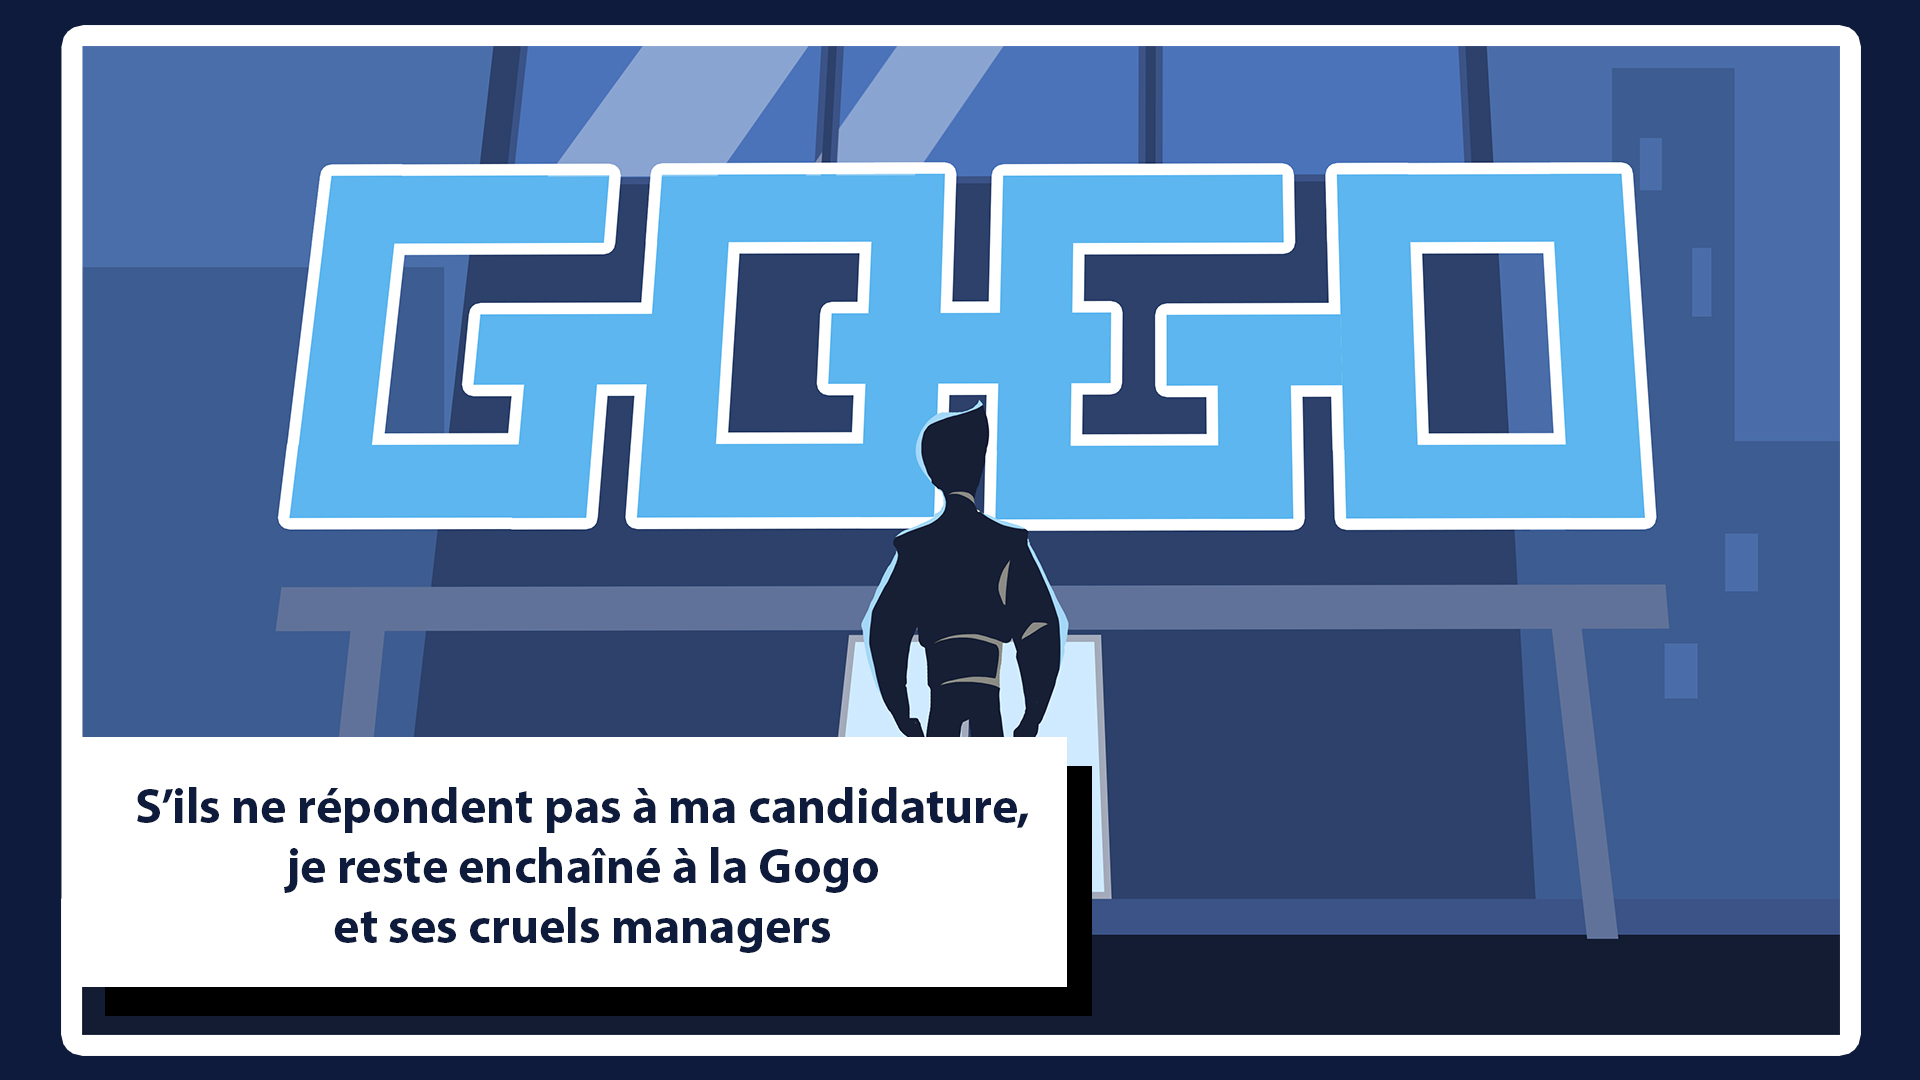 GOGO
S’ils ne répondent pas à ma candidature,
je reste enchaîné à la Gogo
et ses cruels managers